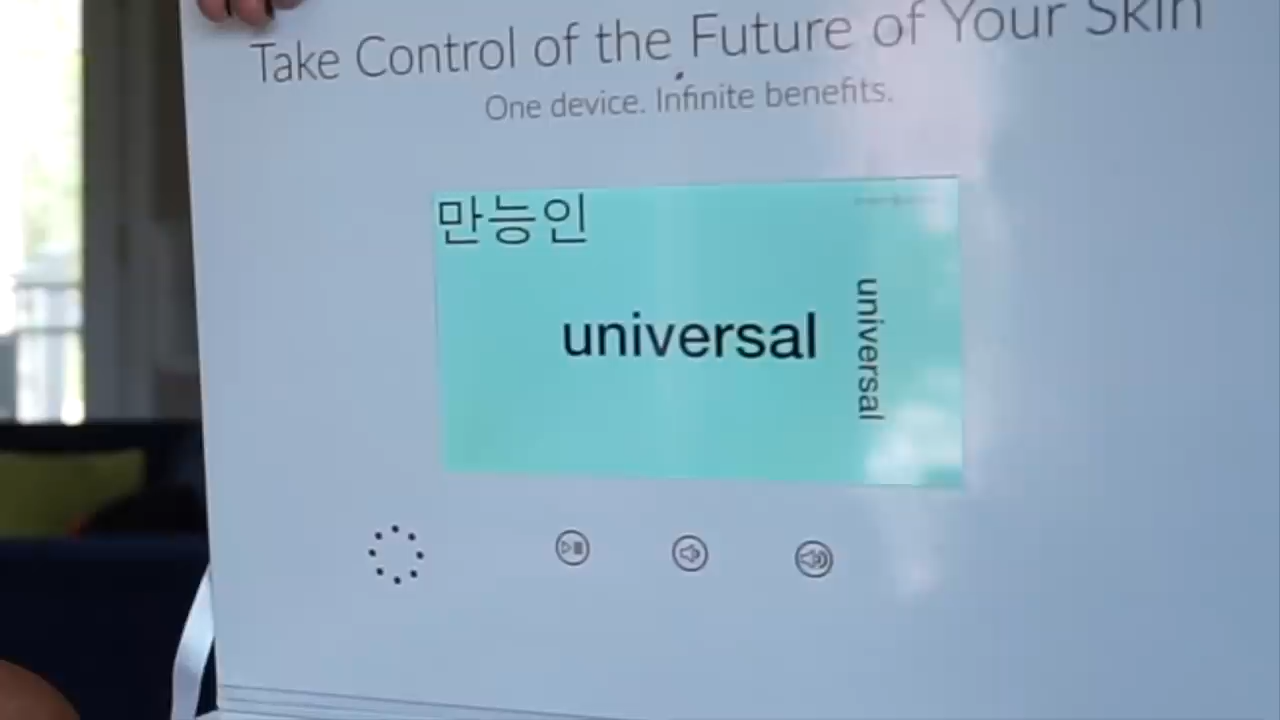 Take Control of the Future of Your Skin
One device. Infinite benefits.
만능인
universal
universal